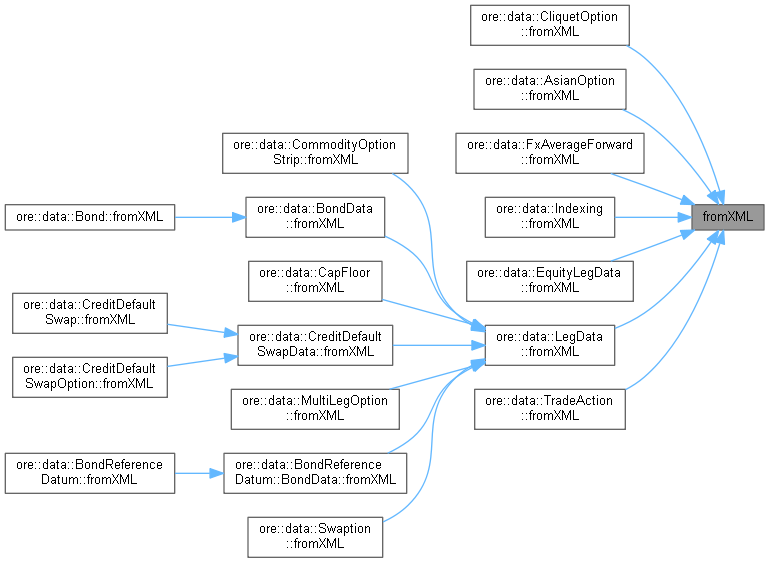 ore::data::CliquetOption
::fromXML
ore::data::AsianOption
::fromXML
ore::data::CommodityOption
Strip::fromXML
ore::data::FxAverageForward
::fromXML
ore::data::Bond::fromXML
ore::data::BondData
::fromXML
ore::data::Indexing
::fromXML
fromXML
ore::data::CapFloor
::fromXML
ore::data::EquityLegData
::fromXML
ore::data::CreditDefault
Swap::fromXML
ore::data::CreditDefault
SwapData::fromXML
ore::data::LegData
::fromXML
ore::data::CreditDefault
SwapOption::fromXML
ore::data::MultiLegOption
::fromXML
ore::data::TradeAction
::fromXML
ore::data::BondReference
Datum::fromXML
ore::data::BondReference
Datum::BondData::fromXML
ore::data::Swaption
::fromXML